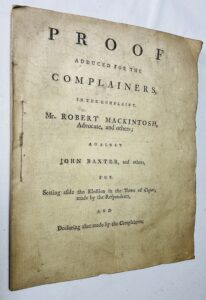 PROOF
ADDUCED FOR THE
COMPLAINERS,
IN THE COMPLAINT,
Mr. ROBERT MACKINTOSH,
Advocate, and others;
AGAINST
JOHN BAXTER, and others,
FOR
Setting aside the Election in the Town of Cupar,
made by the Respondents,
AND
Declaring that made by the Complainers.